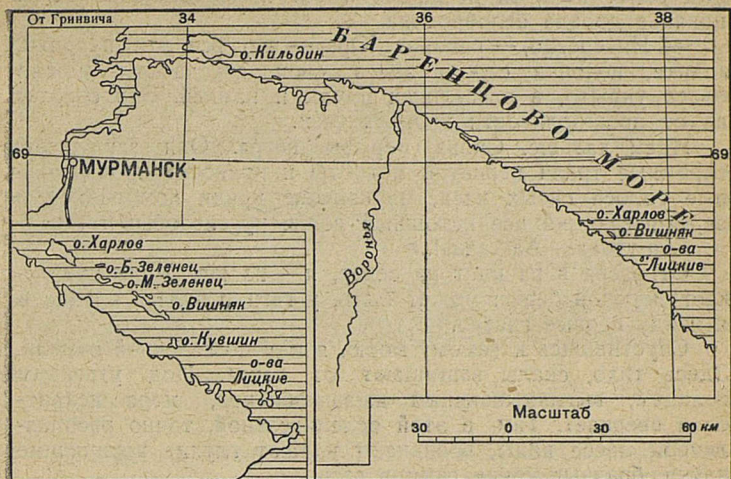 От Гринвича
34
36
38
о. Кильдин
БАРЕНЦОВО МОРЕ
69
69
МУРМАНСК
Воронья
о. Харлов
о. Вишняк
о-ва
Лицкие
о. Харлов
о. Б. Зеленец
о. М. Зеленец
о. Вишняк
о. Кувшин
о-ва
Лицкие
Масштаб
30 0 30 60 км